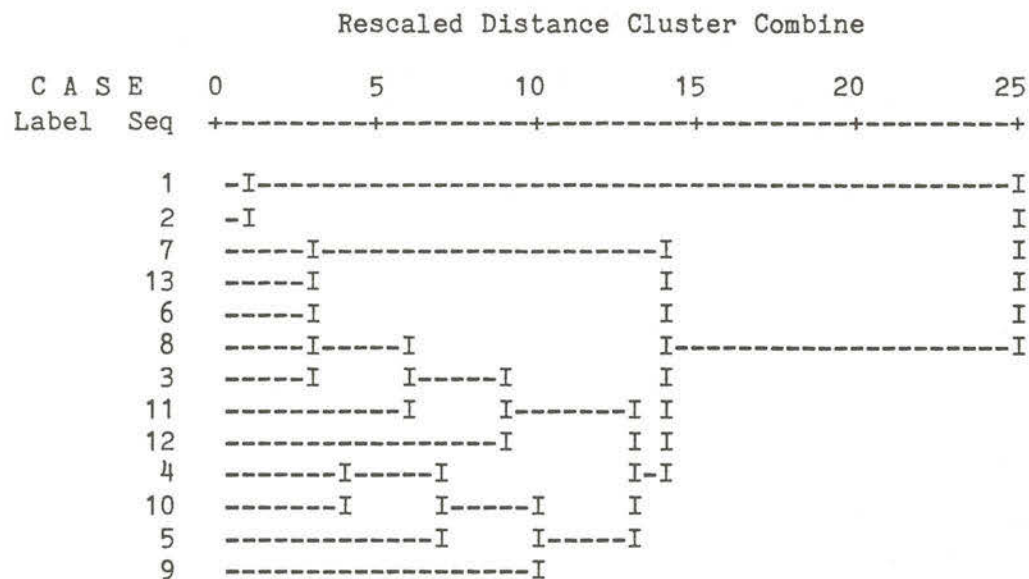 Rescaled Distance Cluster Combine
C A S E 0 5 10 15 20 25
Label Seq +---------+---------+---------+---------+---------+
1 -I------------------------------------------------I
2 -I I
7 ------I---------------------I I
13 -----I I I
6 -----I I I
8 ------I-----I I---------------------I
3 -----I I-----I I
11 ------------I I-------I I
12 ------------------I I I
4 --------I-----I I-I
10 --------I I-----I I
5 --------------I I-----I
9 --------------------I